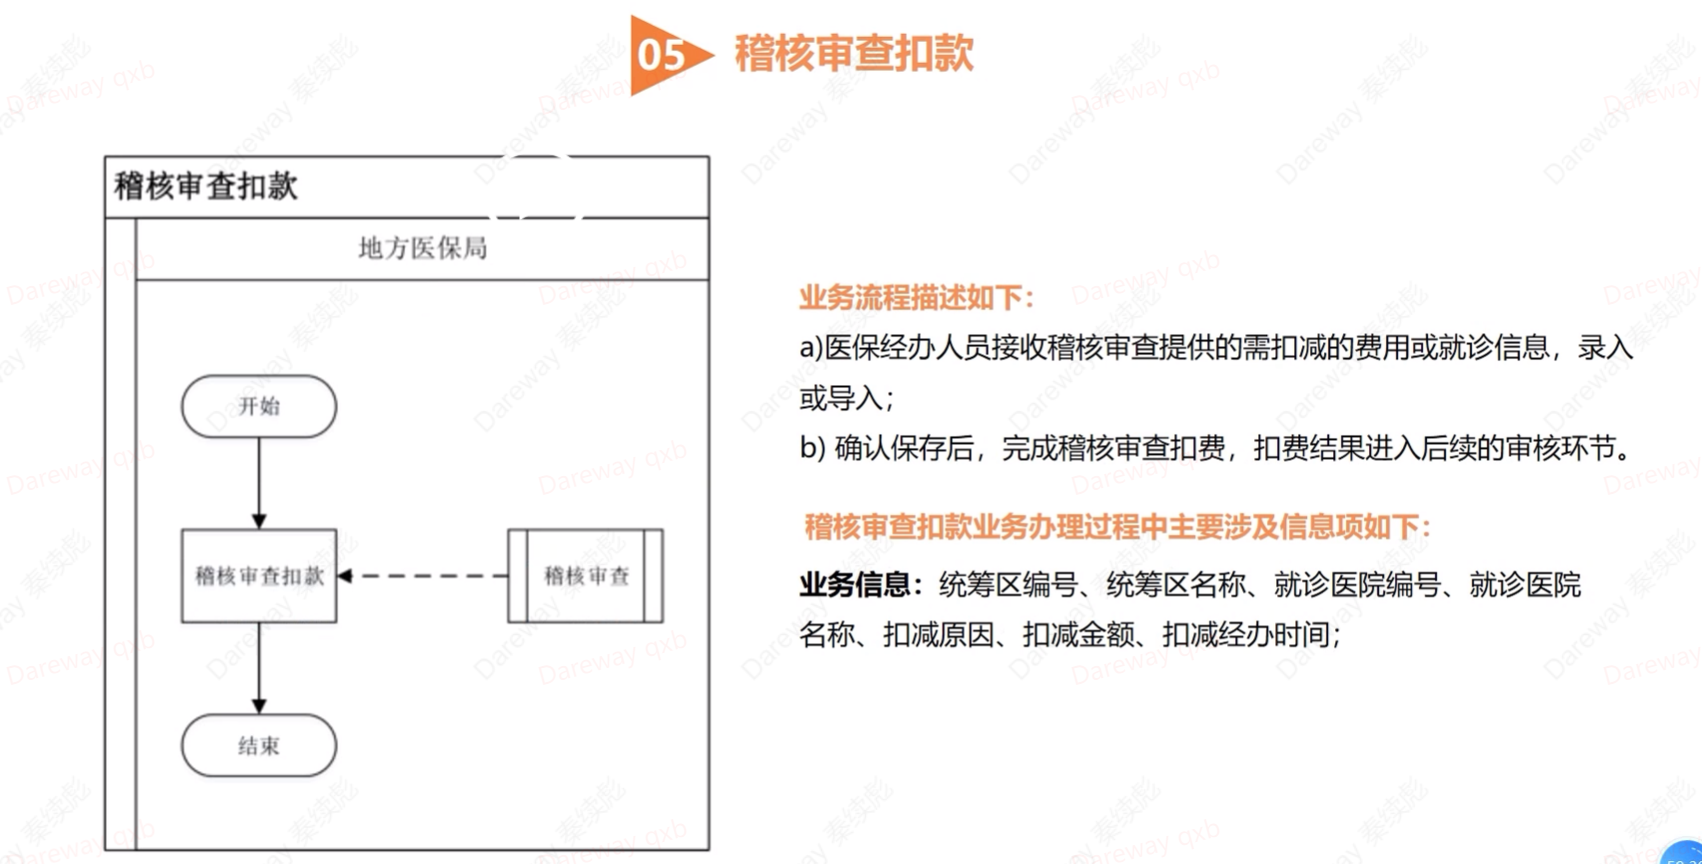 05 稽核审查扣款
稽核审查扣款
地方医保局
开始
稽核审查扣款
稽核审查
结束
业务流程描述如下：
a)医保经办人员接收稽核审查提供的需扣减的费用或就诊信息，录入
或导入；
b) 确认保存后，完成稽核审查扣费，扣费结果进入后续的审核环节。
稽核审查扣款业务办理过程中主要涉及信息项如下：
业务信息：统筹区编号、统筹区名称、就诊医院编号、就诊医院
名称、扣减原因、扣减金额、扣减经办时间；
Dareway 秦续彪
Dareway qxb